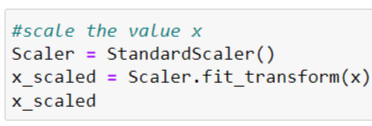 #scale the value x
Scaler = StandardScaler()
x_scaled = Scaler.fit_transform(x)
x_scaled